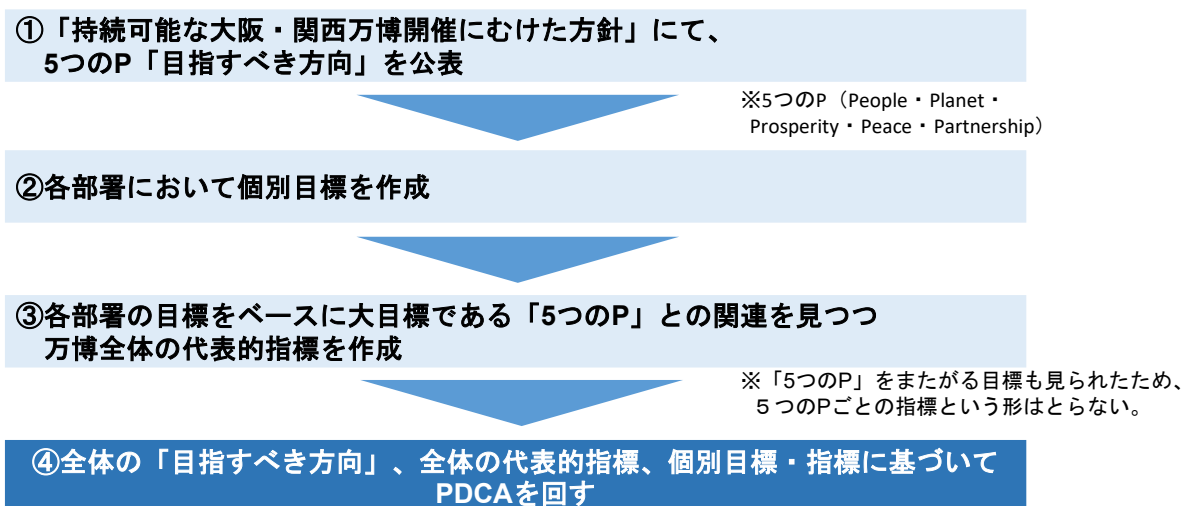 ①「持続可能な大阪・関西万博開催にむけた方針」にて、
5つのP「目指すべき方向」を公表
※5つのP（People・Planet・
Prosperity・Peace・Partnership）
②各部署において個別目標を作成
③各部署の目標をベースに大目標である「5つのP」との関連を見つつ
万博全体の代表的指標を作成
※「5つのP」をまたがる目標も見られたため、
５つのPごとの指標という形はとらない。
④全体の「目指すべき方向」、全体の代表的指標、個別目標・指標に基づいて
PDCAを回す